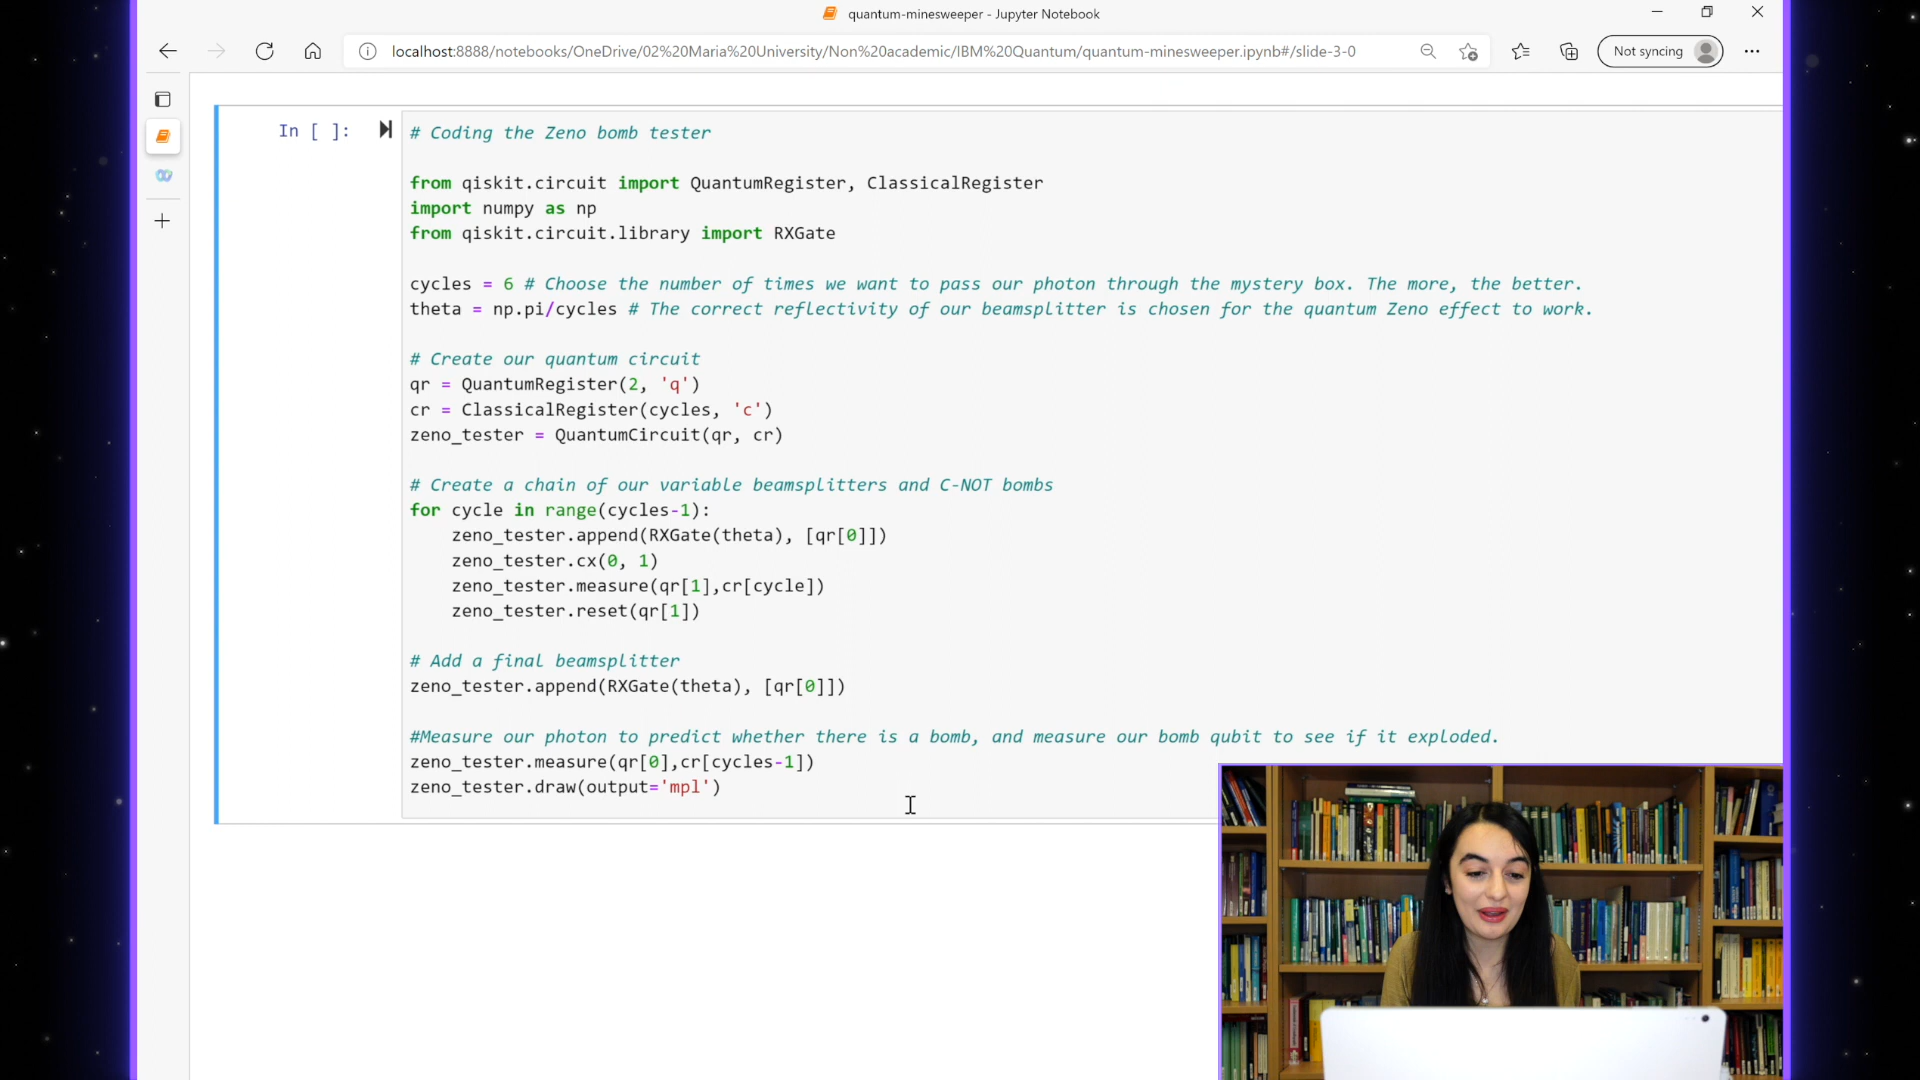 quantum-minesweeper - Jupyter Notebook
localhost:8888/notebooks/OneDrive/02%20Maria%20University/Non%20academic/IBM%20Quantum/quantum-minesweeper.ipynb#/slide-3-0
Not syncing
In [ ]:
# Coding the Zeno bomb tester
from qiskit.circuit import QuantumRegister, ClassicalRegister
import numpy as np
from qiskit.circuit.library import RXGate
cycles = 6 # Choose the number of times we want to pass our photon through the mystery box. The more, the better.
theta = np.pi/cycles # The correct reflectivity of our beamsplitter is chosen for the quantum Zeno effect to work.
# Create our quantum circuit
qr = QuantumRegister(2, 'q')
cr = ClassicalRegister(cycles, 'c')
zeno_tester = QuantumCircuit(qr, cr)
# Create a chain of our variable beamsplitters and C-NOT bombs
for cycle in range(cycles-1):
    zeno_tester.append(RXGate(theta), [qr[0]])
    zeno_tester.cx(0, 1)
    zeno_tester.measure(qr[1],cr[cycle])
    zeno_tester.reset(qr[1])
# Add a final beamsplitter
zeno_tester.append(RXGate(theta), [qr[0]])
#Measure our photon to predict whether there is a bomb, and measure our bomb qubit to see if it exploded.
zeno_tester.measure(qr[0],cr[cycles-1])
zeno_tester.draw(output='mpl')